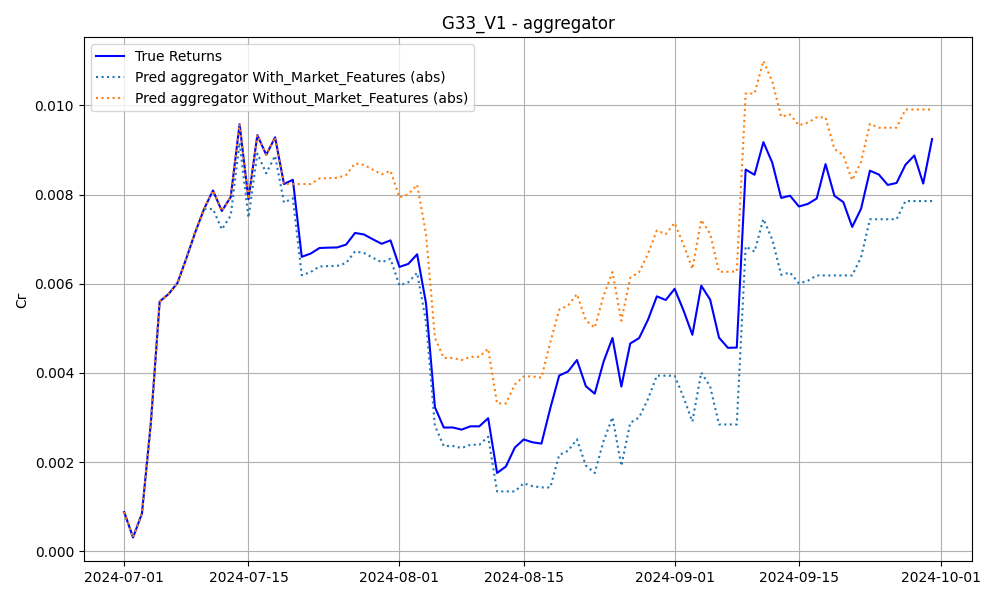 G33_V1 - aggregator
True Returns
Pred aggregator With_Market_Features (abs)
Pred aggregator Without_Market_Features (abs)
Cr
0.010
0.008
0.006
0.004
0.002
0.000
2024-07-01
2024-07-15
2024-08-01
2024-08-15
2024-09-01
2024-09-15
2024-10-01